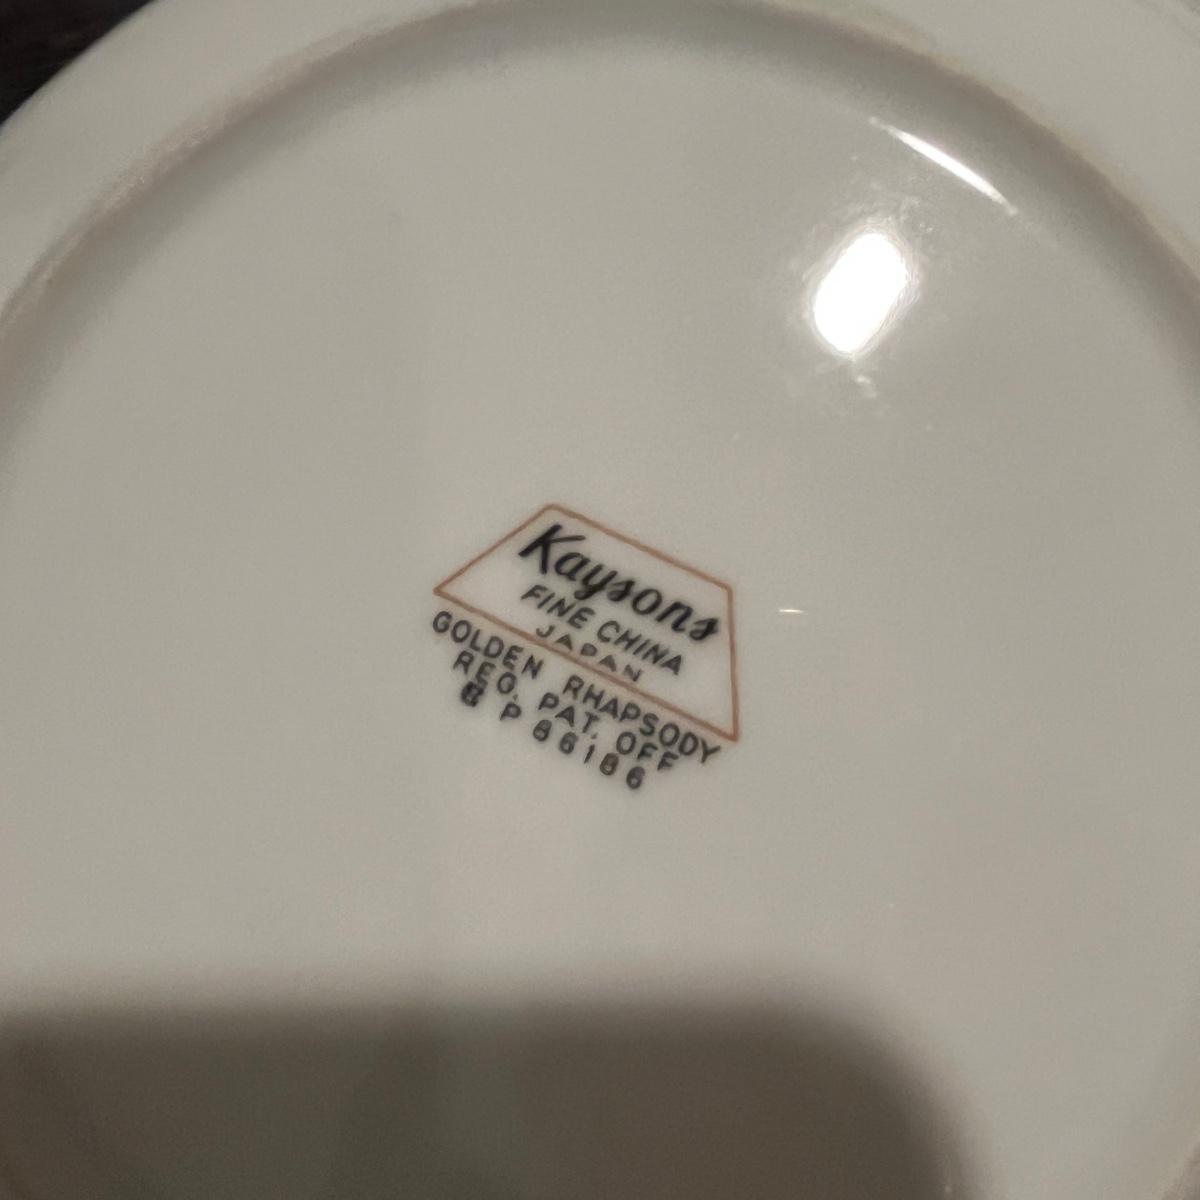 Kaysons
FINE CHINA
JAPAN
GOLDEN RHAPSODY
REG. PAT. OFF
P 86186